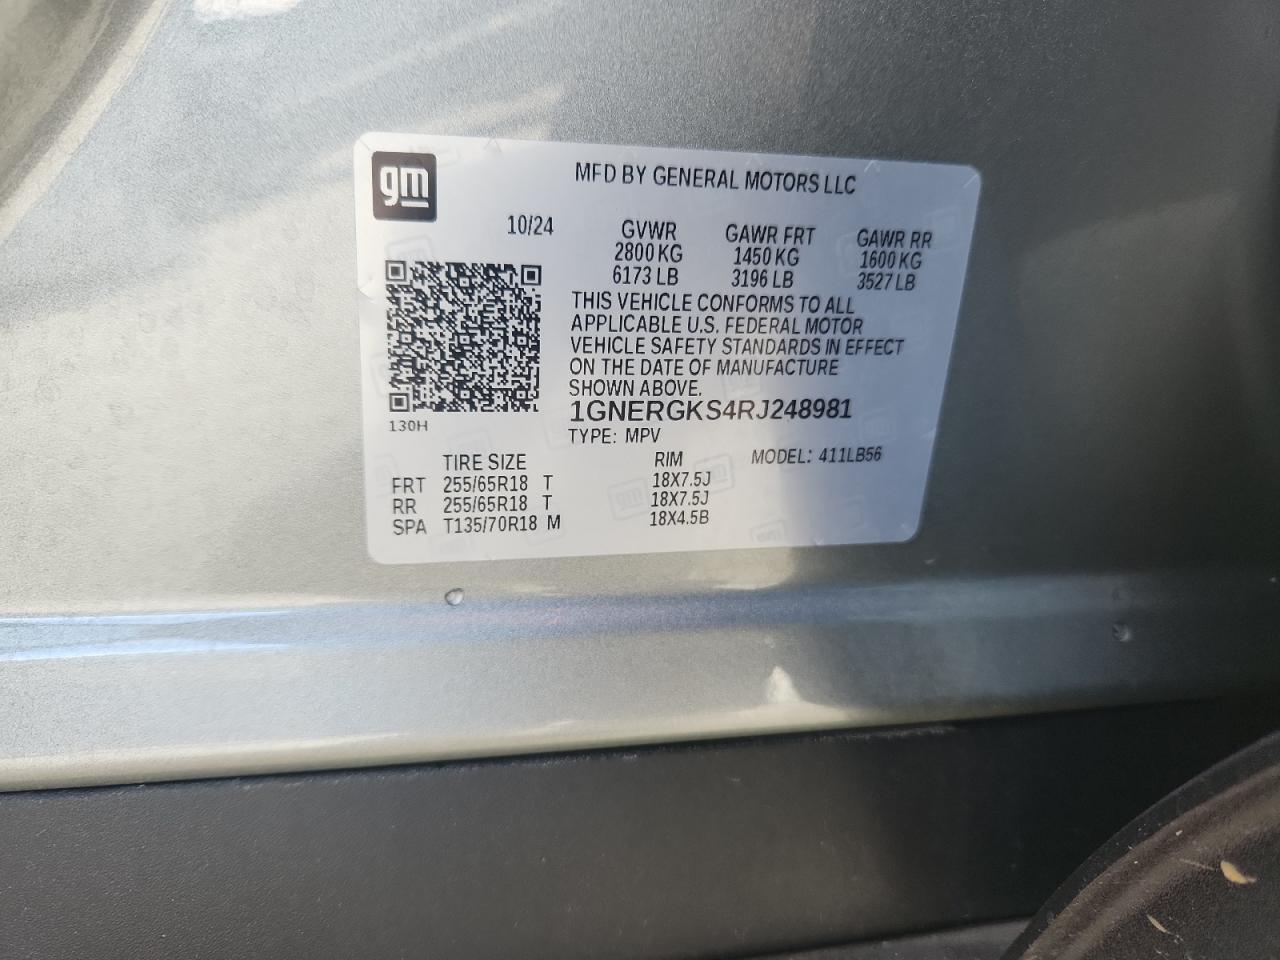 gm
MFD BY GENERAL MOTORS LLC
10/24 GVWR GAWR FRT GAWR RR
2800 KG 1450 KG 1600 KG
6173 LB 3196 LB 3527 LB
THIS VEHICLE CONFORMS TO ALL
APPLICABLE U.S. FEDERAL MOTOR
VEHICLE SAFETY STANDARDS IN EFFECT
ON THE DATE OF MANUFACTURE
SHOWN ABOVE.
1GNERGKS4RJ248981
130H
TYPE: MPV MODEL: 411LB56
TIRE SIZE RIM
FRT 255/65R18 T 18X7.5J
RR 255/65R18 T 18X7.5J
SPA T135/70R18 M 18X4.5B